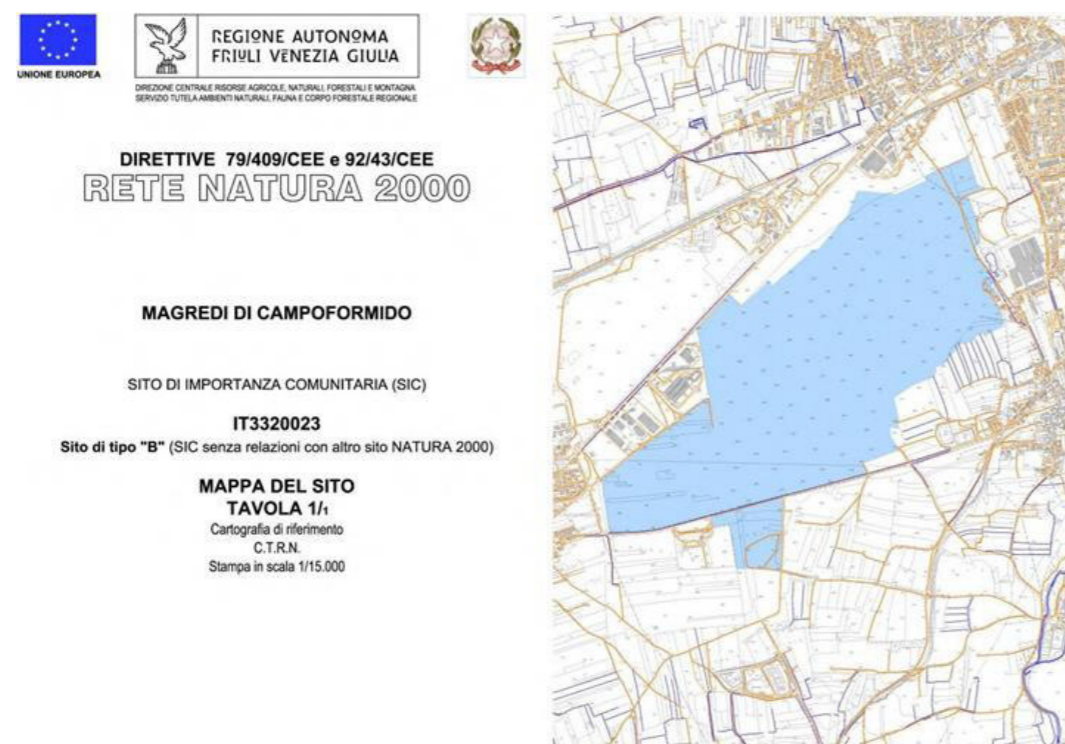 UNIONE EUROPEA
REGIONE AUTONOMA
FRIULI VENEZIA GIULIA
DIREZIONE CENTRALE RISORSE AGRICOLE, NATURALI, FORESTALI E MONTAGNA
SERVIZIO TUTELA AMBIENTI NATURALI, FAUNA E CORPO FORESTALE REGIONALE
DIRETTIVE 79/409/CEE e 92/43/CEE
RETE NATURA 2000
MAGREDI DI CAMPOFORMIDO
SITO DI IMPORTANZA COMUNITARIA (SIC)
IT3320023
Sito di tipo "B" (SIC senza relazioni con altro sito NATURA 2000)
MAPPA DEL SITO
TAVOLA 1/1
Cartografia di riferimento
C.T.R.N.
Stampa in scala 1/15.000